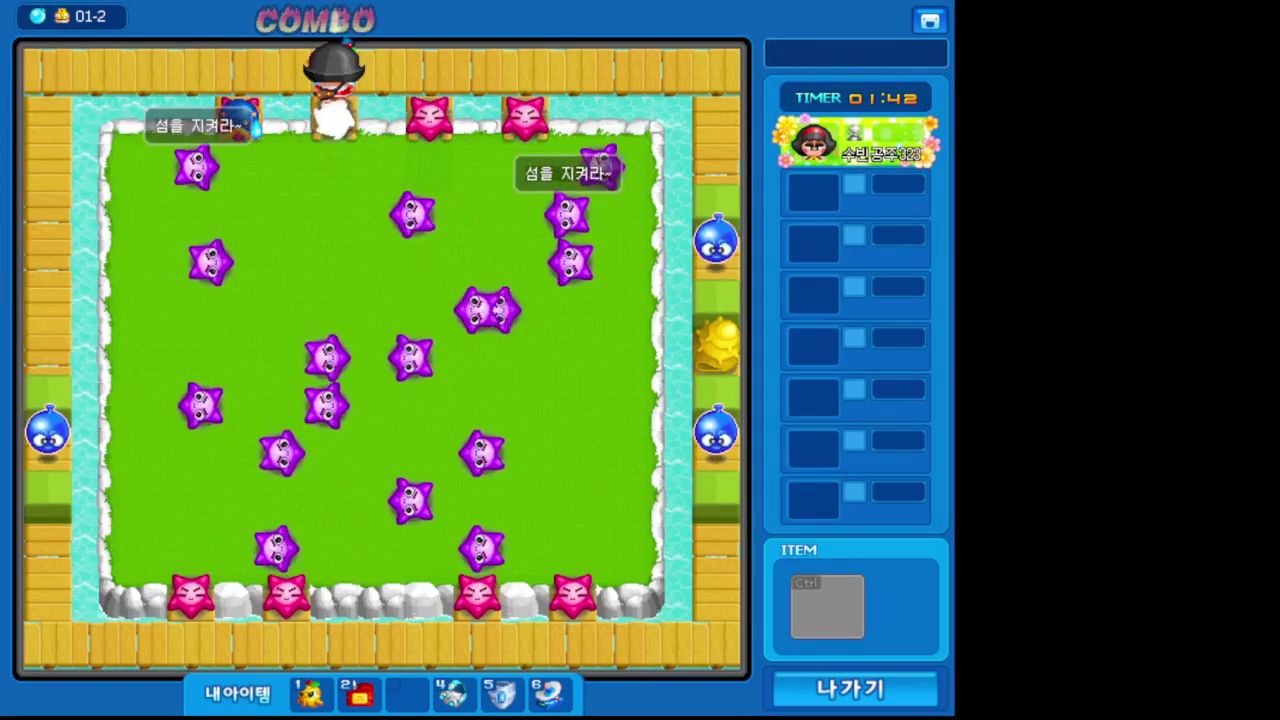 01-2
COMBO
TIMER 01:42
섬을 지켜라~
수빈공주323
섬을 지켜라~
ITEM
Ctrl
내아이템
1
2
4
5
6
나가기